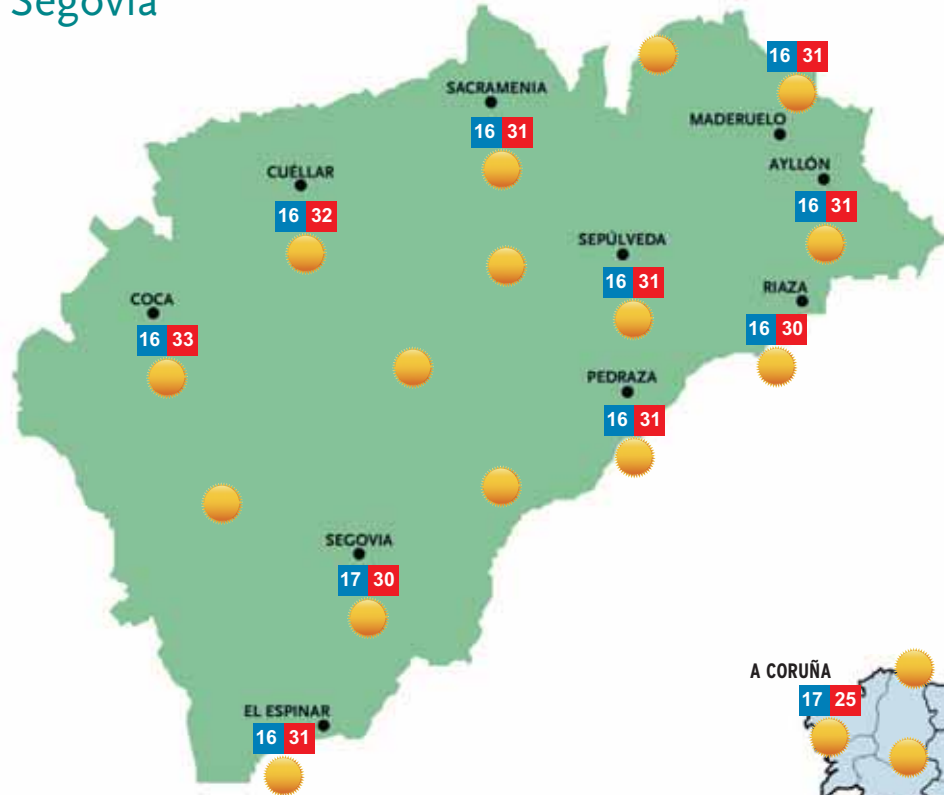 Segovia
16 31
SACRAMENIA
16 31
MADERUELO
CUÉLLAR
16 32
AYLLÓN
16 31
SEPÚLVEDA
16 31
COCA
16 33
RIAZA
16 30
PEDRAZA
16 31
SEGOVIA
17 30
A CORUÑA
17 25
EL ESPINAR
16 31